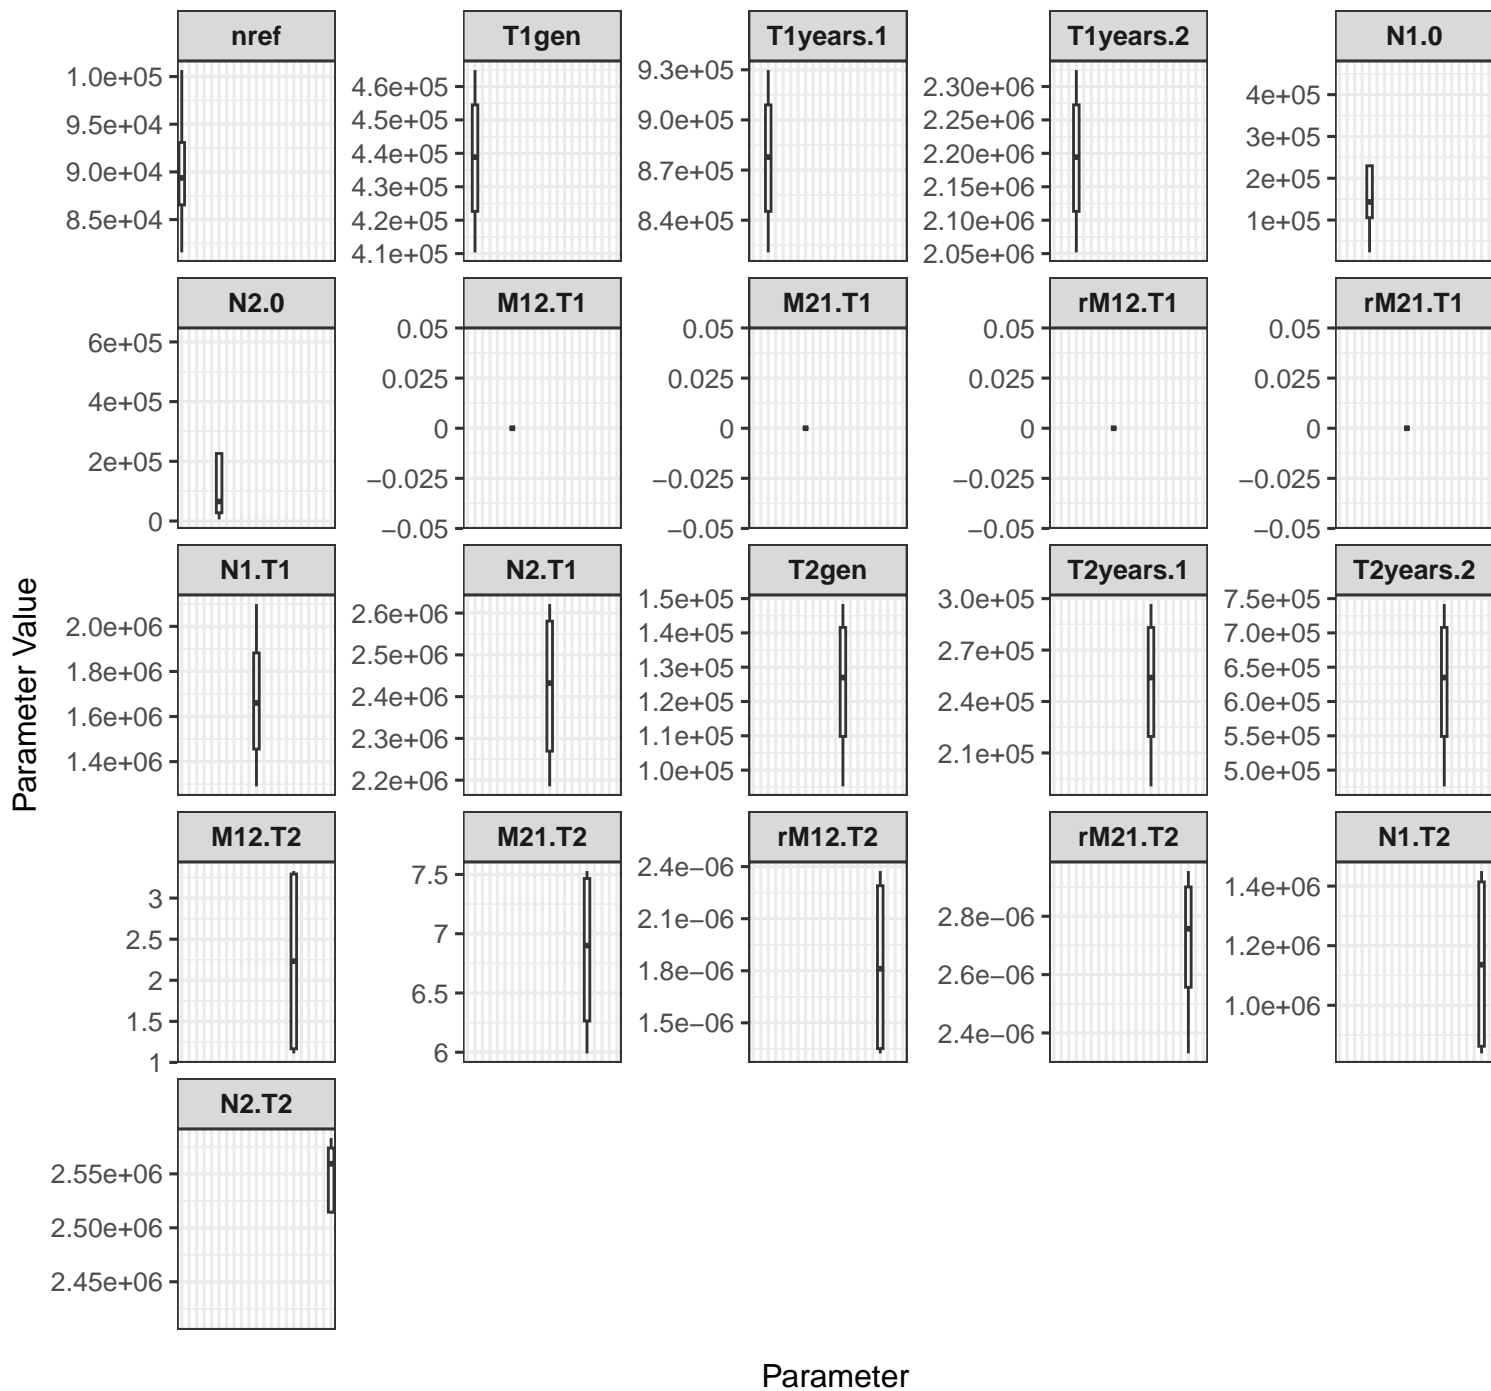 nref T1gen T1years.1 T1years.2 N1.0
1.0e+05
9.5e+04
9.0e+04
8.5e+04
4.6e+05
4.5e+05
4.4e+05
4.3e+05
4.2e+05
4.1e+05
9.3e+05
9.0e+05
8.7e+05
8.4e+05
2.30e+06
2.25e+06
2.20e+06
2.15e+06
2.10e+06
2.05e+06
4e+05
3e+05
2e+05
1e+05
N2.0 M12.T1 M21.T1 rM12.T1 rM21.T1
6e+05
4e+05
2e+05
0
0.05
0.025
0
−0.025
−0.05
0.05
0.025
0
−0.025
−0.05
0.05
0.025
0
−0.025
−0.05
0.05
0.025
0
−0.025
−0.05
N1.T1 N2.T1 T2gen T2years.1 T2years.2
2.0e+06
1.8e+06
1.6e+06
1.4e+06
2.6e+06
2.5e+06
2.4e+06
2.3e+06
2.2e+06
1.5e+05
1.4e+05
1.3e+05
1.2e+05
1.1e+05
1.0e+05
3.0e+05
2.7e+05
2.4e+05
2.1e+05
7.5e+05
7.0e+05
6.5e+05
6.0e+05
5.5e+05
5.0e+05
M12.T2 M21.T2 rM12.T2 rM21.T2 N1.T2
3
2.5
2
1.5
1
7.5
7
6.5
6
2.4e−06
2.1e−06
1.8e−06
1.5e−06
2.8e−06
2.6e−06
2.4e−06
1.4e+06
1.2e+06
1.0e+06
N2.T2
2.55e+06
2.50e+06
2.45e+06
Parameter Value
Parameter